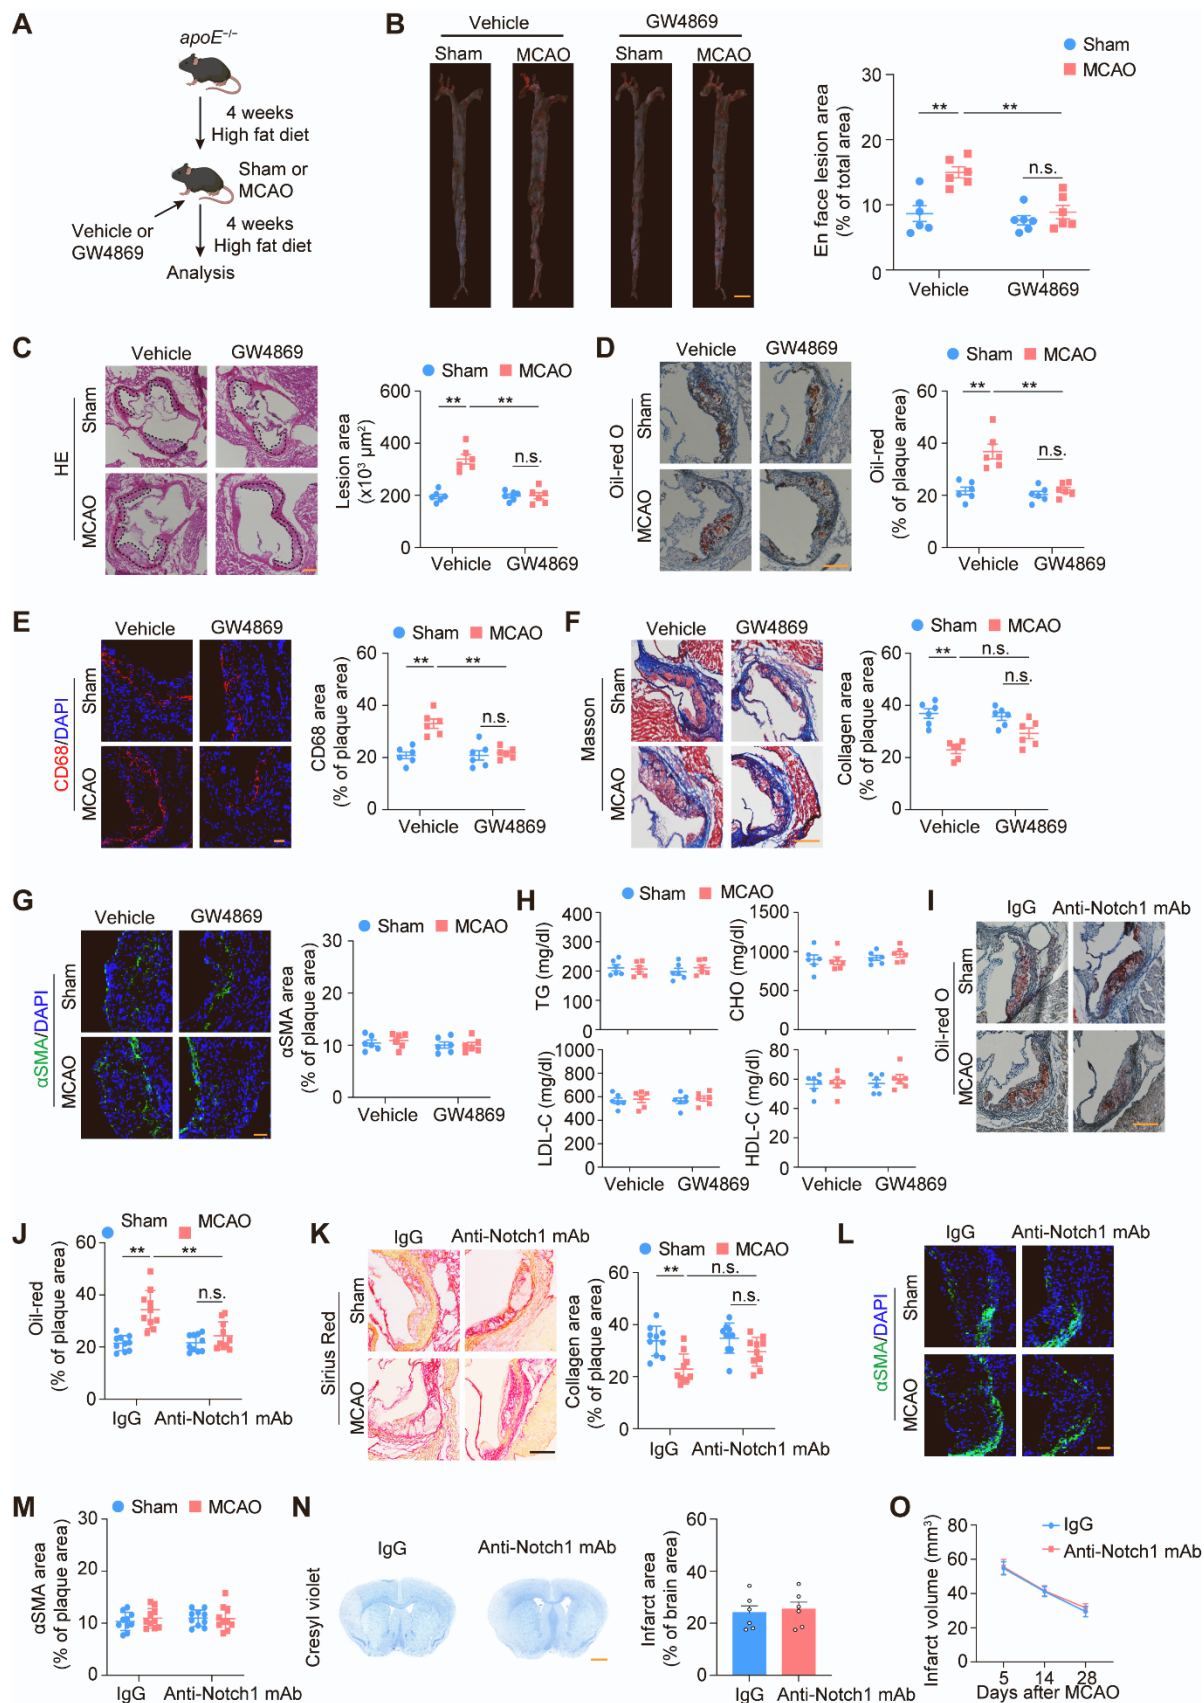 A
apoE⁻/⁻
4 weeks
High fat diet
Sham or
MCAO
Vehicle or
GW4869
4 weeks
High fat diet
Analysis
B
Vehicle
GW4869
Sham
MCAO
Sham
MCAO
Sham
MCAO
En face lesion area
(% of total area)
30
20
10
0
**
**
n.s.
Vehicle
GW4869
C
Vehicle
GW4869
HE
Sham
MCAO
Sham
MCAO
Lesion area
(x10³ μm²)
600
400
200
0
**
**
n.s.
Vehicle
GW4869
D
Vehicle
GW4869
Oil-red O
Sham
MCAO
Sham
MCAO
Oil-red
(% of plaque area)
60
40
20
0
**
**
n.s.
Vehicle
GW4869
E
Vehicle
GW4869
CD68/DAPI
Sham
MCAO
Sham
MCAO
CD68 area
(% of plaque area)
60
40
20
0
**
**
n.s.
Vehicle
GW4869
F
Vehicle
GW4869
Masson
Sham
MCAO
Sham
MCAO
Collagen area
(% of plaque area)
60
40
20
0
**
n.s.
n.s.
Vehicle
GW4869
G
Vehicle
GW4869
αSMA/DAPI
Sham
MCAO
Sham
MCAO
αSMA area
(% of plaque area)
30
20
10
0
Vehicle
GW4869
H
Sham
MCAO
TG (mg/dl)
400
300
200
100
0
CHO (mg/dl)
1500
1000
500
0
LDL-C (mg/dl)
1000
800
600
400
200
0
HDL-C (mg/dl)
80
60
40
20
0
Vehicle
GW4869
Vehicle
GW4869
I
IgG
Anti-Notch1 mAb
Oil-red O
Sham
MCAO
J
Sham
MCAO
Oil-red
(% of plaque area)
60
40
20
0
**
**
n.s.
IgG
Anti-Notch1 mAb
K
IgG
Anti-Notch1 mAb
Sirius Red
Sham
MCAO
Sham
MCAO
Collagen area
(% of plaque area)
60
40
20
0
**
n.s.
n.s.
IgG
Anti-Notch1 mAb
L
IgG
Anti-Notch1 mAb
αSMA/DAPI
Sham
MCAO
M
Sham
MCAO
αSMA area
(% of plaque area)
30
20
10
0
IgG
Anti-Notch1 mAb
N
IgG
Anti-Notch1 mAb
Cresyl violet
Infarct area
(% of brain area)
60
40
20
0
IgG
Anti-Notch1 mAb
O
IgG
Anti-Notch1 mAb
Infarct volume (mm³)
80
60
40
20
0
5
14
28
Days after MCAO